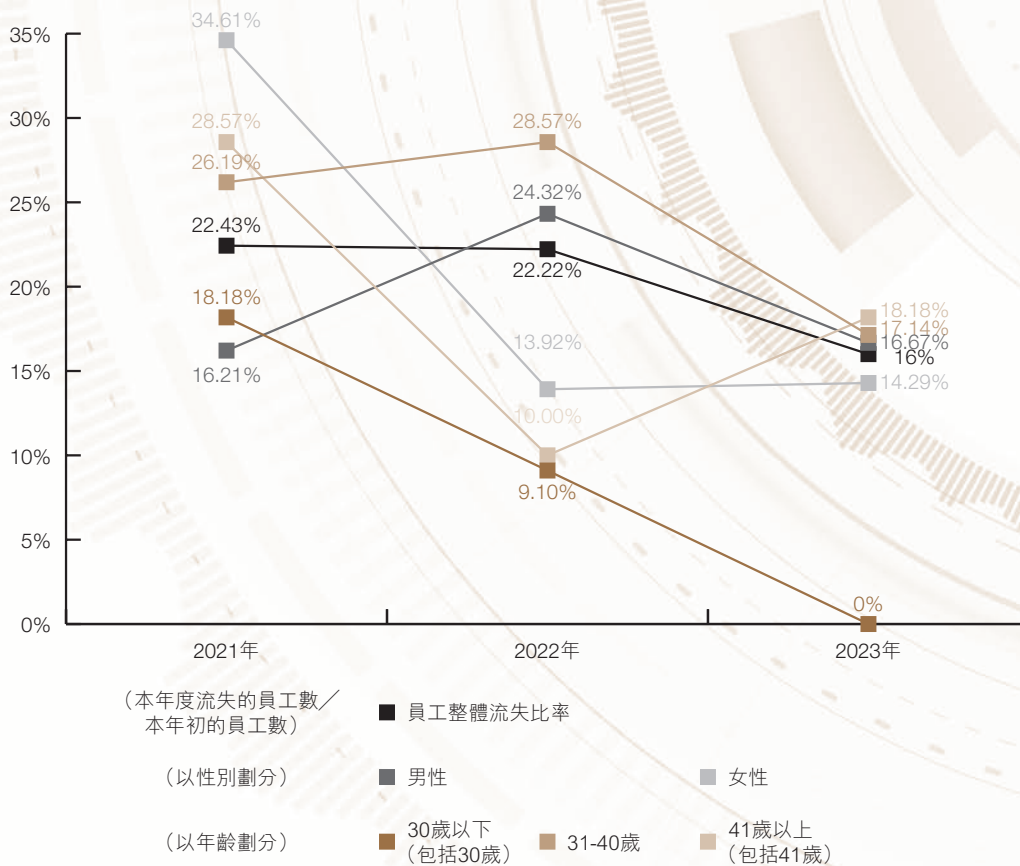 34.61%
35%
30%
28.57%
28.57%
26.19%
25%
24.32%
22.43%
22.22%
20%
18.18%
18.18%
17.14%
16.67%
16%
13.92%
15%
16.21%
14.29%
10.00%
10%
9.10%
5%
0%
0%
2021年
2022年
2023年
(本年度流失的員工數╱
本年初的員工數)
員工整體流失比率
(以性別劃分)
男性
女性
(以年齡劃分)
30歲以下
(包括30歲)
31-40歲
41歲以上
(包括41歲)